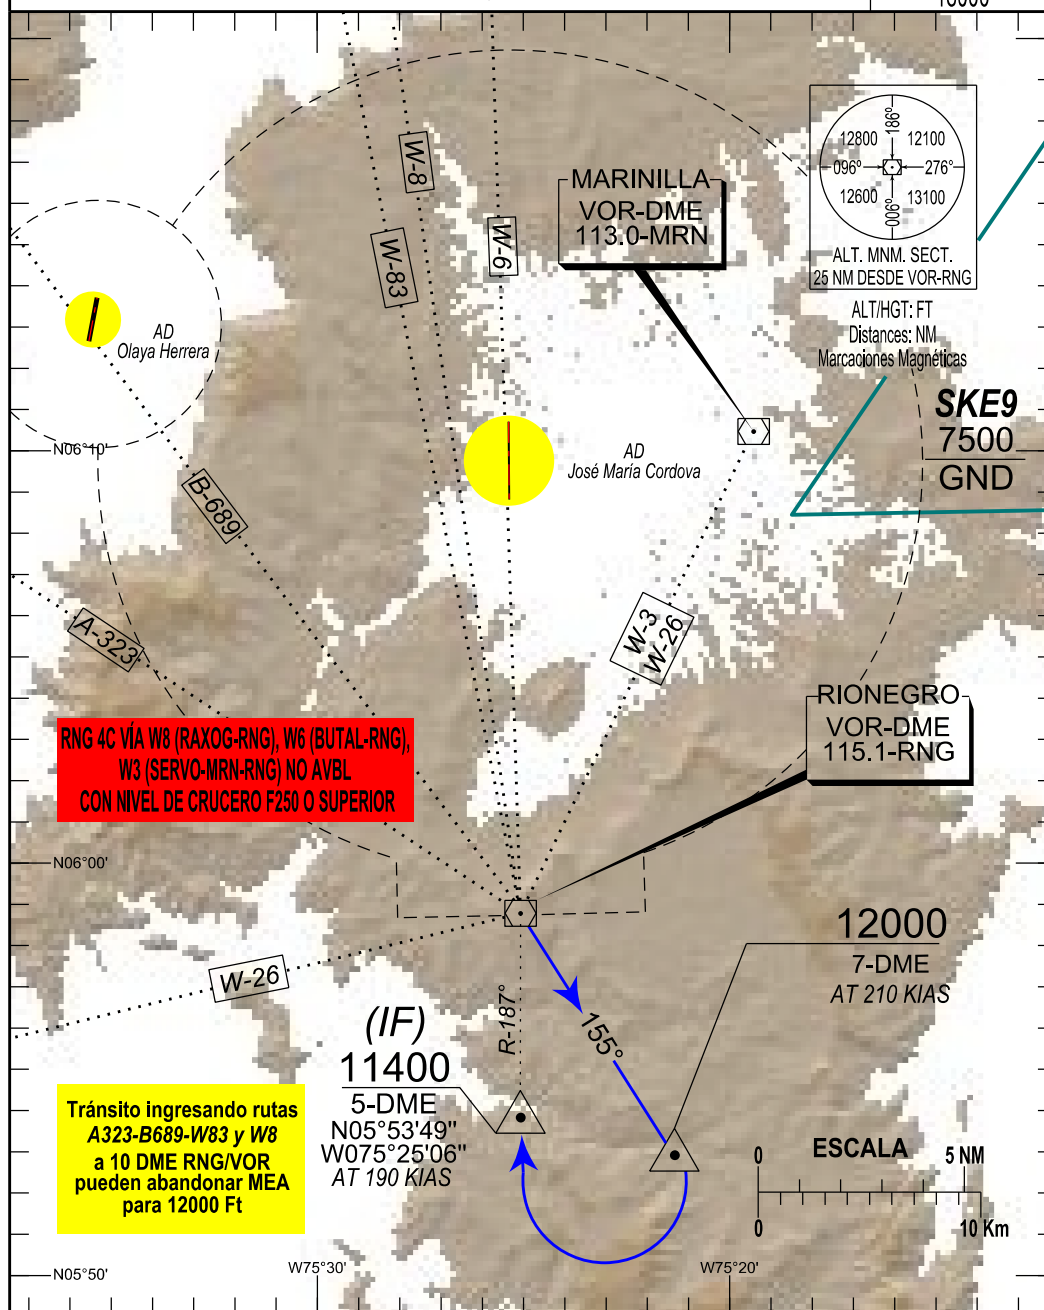 W-8
W-83
W-6
MARINILLA
VOR-DME
113.0-MRN
186°
12800
12100
096°
276°
12600
13100
006°
ALT. MNM. SECT.
25 NM DESDE VOR-RNG
ALT/HGT: FT
Distances: NM
Marcaciones Magnéticas
AD
Olaya Herrera
SKE9
7500
GND
N06°10'
AD
José María Cordova
B-689
A-323
W-3
W-26
RIONEGRO
VOR-DME
115.1-RNG
RNG 4C VÍA W8 (RAXOG-RNG), W6 (BUTAL-RNG),
W3 (SERVO-MRN-RNG) NO AVBL
CON NIVEL DE CRUCERO F250 O SUPERIOR
N06°00'
W-26
12000
7-DME
AT 210 KIAS
R-187°
155°
(IF)
11400
5-DME
N05°53'49"
W075°25'06"
AT 190 KIAS
Tránsito ingresando rutas
A323-B689-W83 y W8
a 10 DME RNG/VOR
pueden abandonar MEA
para 12000 Ft
0 ESCALA 5 NM
0 10 Km
N05°50'
W75°30'
W75°20'